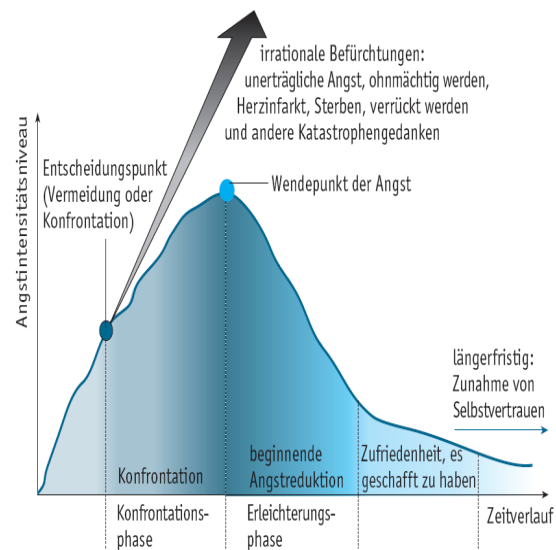 irrationale Befürchtungen:
unerträgliche Angst, ohnmächtig werden,
Herzinfarkt, Sterben, verrückt werden
und andere Katastrophengedanken
Angstintensitätsniveau
Entscheidungspunkt
(Vermeidung oder
Konfrontation)
Wendepunkt der Angst
längerfristig:
Zunahme von
Selbstvertrauen
Konfrontation
beginnende
Angstreduktion
Zufriedenheit, es
geschafft zu haben
Konfrontations-
phase
Erleichterungs-
phase
Zeitverlauf